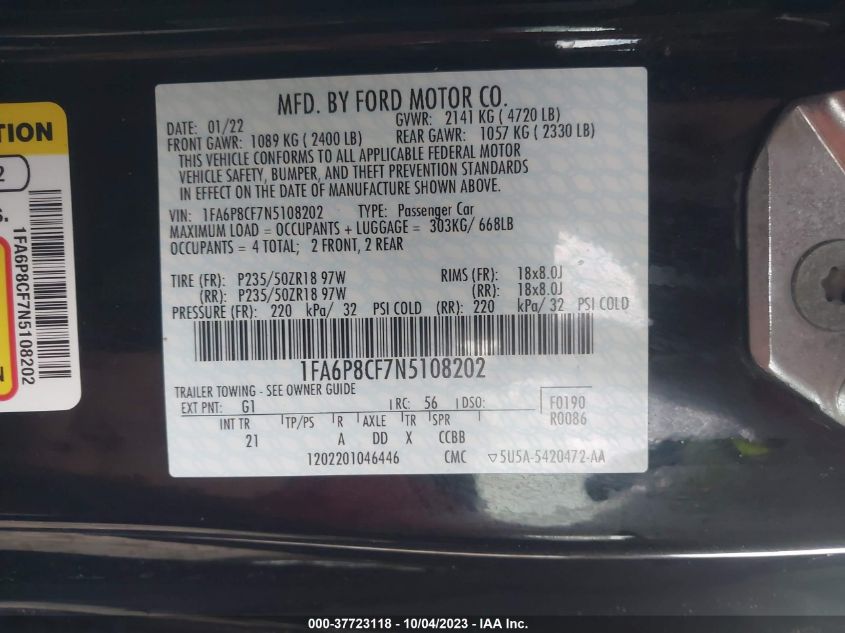 MFD. BY FORD MOTOR CO.
DATE: 01/22 GVWR: 2141 KG ( 4720 LB)
FRONT GAWR: 1089 KG ( 2400 LB) REAR GAWR: 1057 KG ( 2330 LB)
THIS VEHICLE CONFORMS TO ALL APPLICABLE FEDERAL MOTOR
VEHICLE SAFETY, BUMPER, AND THEFT PREVENTION STANDARDS
IN EFFECT ON THE DATE OF MANUFACTURE SHOWN ABOVE.
VIN: 1FA6P8CF7N5108202 TYPE: Passenger Car
MAXIMUM LOAD = OCCUPANTS + LUGGAGE = 303KG/ 668LB
OCCUPANTS = 4 TOTAL; 2 FRONT, 2 REAR
TIRE (FR): P235/50ZR18 97W RIMS (FR): 18x8.0J
(RR): P235/50ZR18 97W (RR): 18x8.0J
PRESSURE (FR): 220 kPa/ 32 PSI COLD (RR): 220 kPa/ 32 PSI COLD
1FA6P8CF7N5108202
TRAILER TOWING - SEE OWNER GUIDE
EXT PNT: G1 RC: 56 DSO: F0190
R0086
INT TR TP/PS R AXLE TR SPR
21 A DD X CCBB
1202201046446 CMC ▽5U5A-5420472-AA
TION
2
S.
1FA6P8CF7N5108202
N
000-37723118 - 10/04/2023 - IAA Inc.